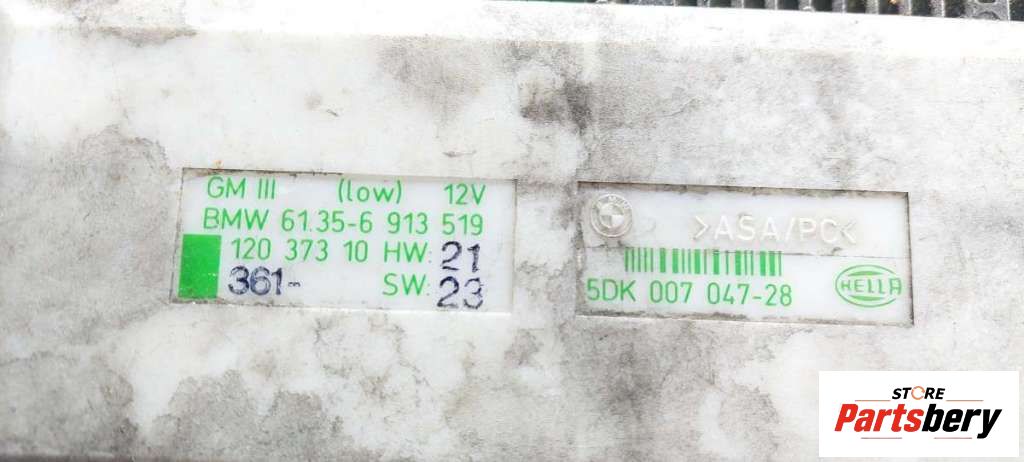 GM III (low) 12V
BMW 61.35-6 913 519
120 373 10 HW: 21
361- SW: 23
>ASA/PC<
5DK 007 047-28
HELLA
STORE
Partsbery